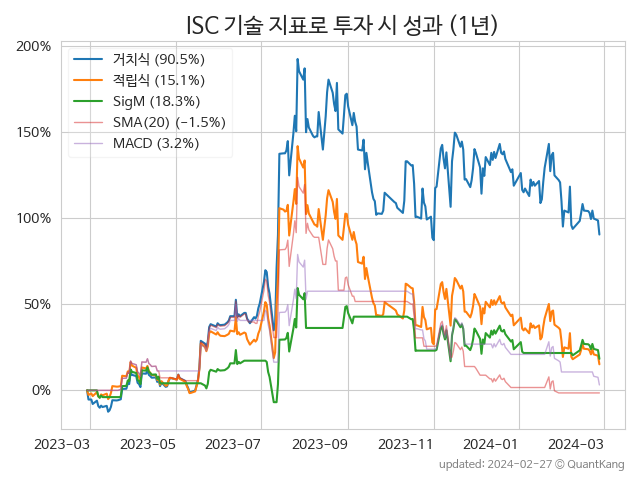 ISC 기술 지표로 투자 시 성과 (1년)
200%
150%
100%
50%
0%
거치식 (90.5%)
적립식 (15.1%)
SigM (18.3%)
SMA(20) (−1.5%)
MACD (3.2%)
2023-03 2023-05 2023-07 2023-09 2023-11 2024-01 2024-03
updated: 2024-02-27 @ QuantKang